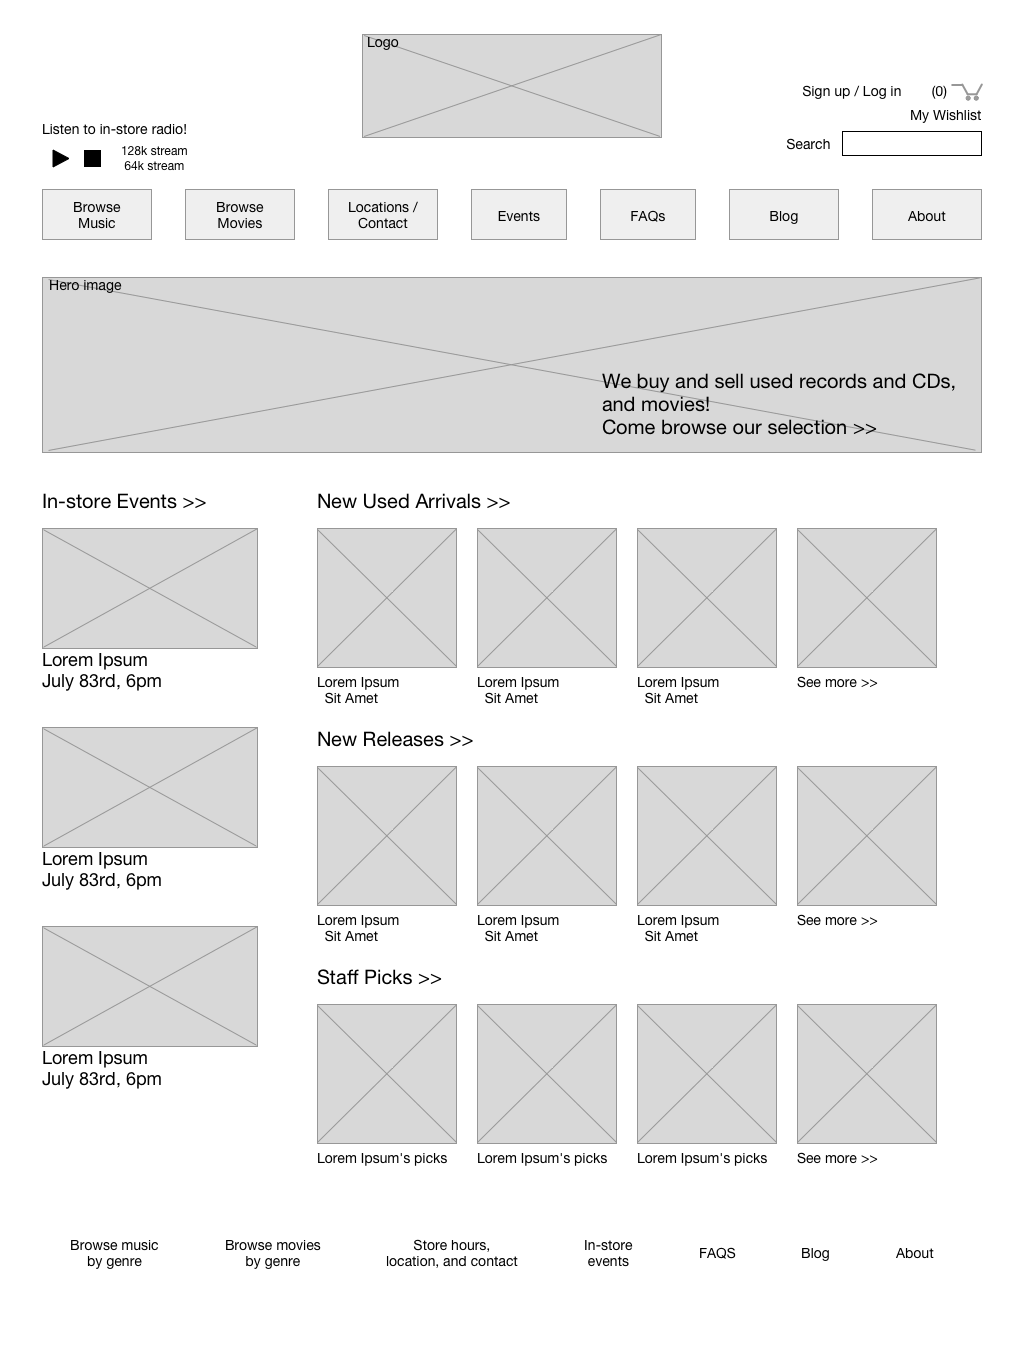 Logo
Sign up / Log in (0)
My Wishlist
Listen to in-store radio!
Search
128k stream
64k stream
Browse
Music
Browse
Movies
Locations /
Contact
Events
FAQs
Blog
About
Hero image
We buy and sell used records and CDs,
and movies!
Come browse our selection >>
In-store Events >>
Lorem Ipsum
July 83rd, 6pm
Lorem Ipsum
July 83rd, 6pm
Lorem Ipsum
July 83rd, 6pm
New Used Arrivals >>
Lorem Ipsum
Sit Amet
Lorem Ipsum
Sit Amet
Lorem Ipsum
Sit Amet
See more >>
New Releases >>
Lorem Ipsum
Sit Amet
Lorem Ipsum
Sit Amet
Lorem Ipsum
Sit Amet
See more >>
Staff Picks >>
Lorem Ipsum's picks
Lorem Ipsum's picks
Lorem Ipsum's picks
See more >>
Browse music
by genre
Browse movies
by genre
Store hours,
location, and contact
In-store
events
FAQS
Blog
About